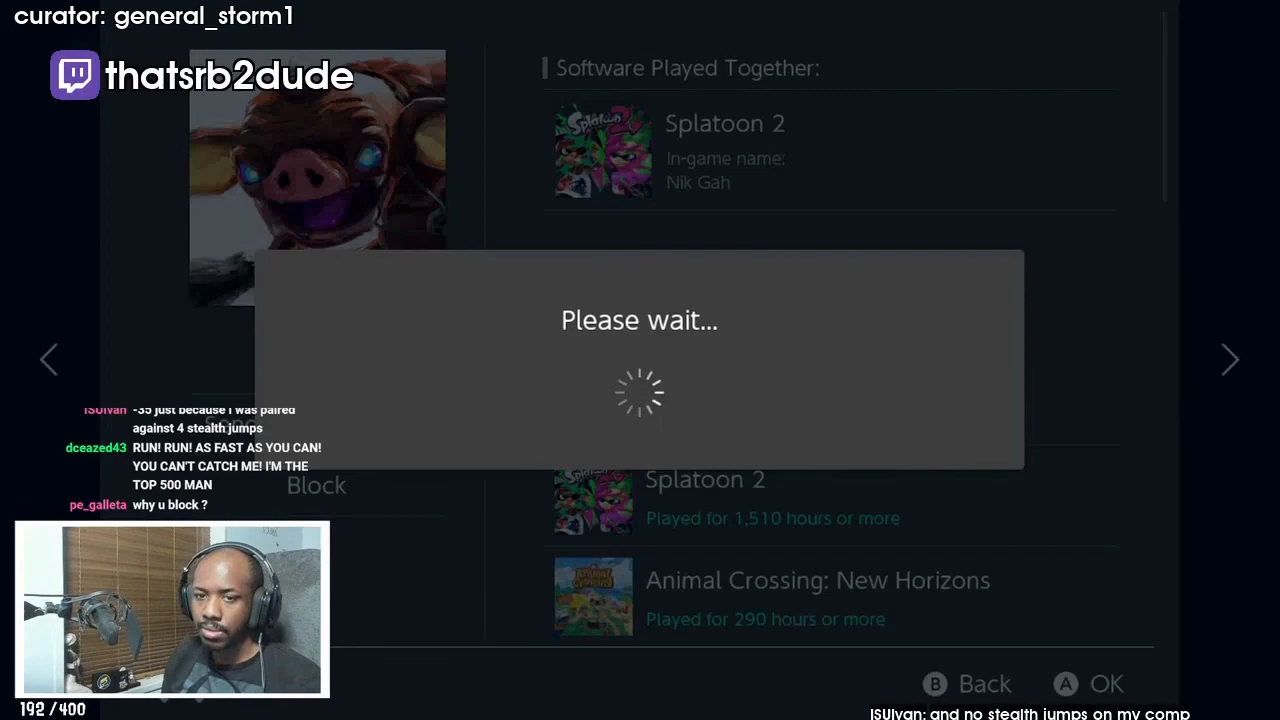 curator: general_storm1
thatsrb2dude
Software Played Together:
Splatoon 2
In-game name:
Nik Gah
Please wait...
ISUIvan -35 just because I was paired
against 4 stealth jumps
dceazed43 RUN! RUN! AS FAST AS YOU CAN!
YOU CAN'T CATCH ME! I'M THE
TOP 500 MAN
pe_galleta why u block ?
Block
Splatoon 2
Played for 1,510 hours or more
Animal Crossing: New Horizons
Played for 290 hours or more
B Back
A OK
192 /400
ISUIvan: and no stealth jumps on my comp